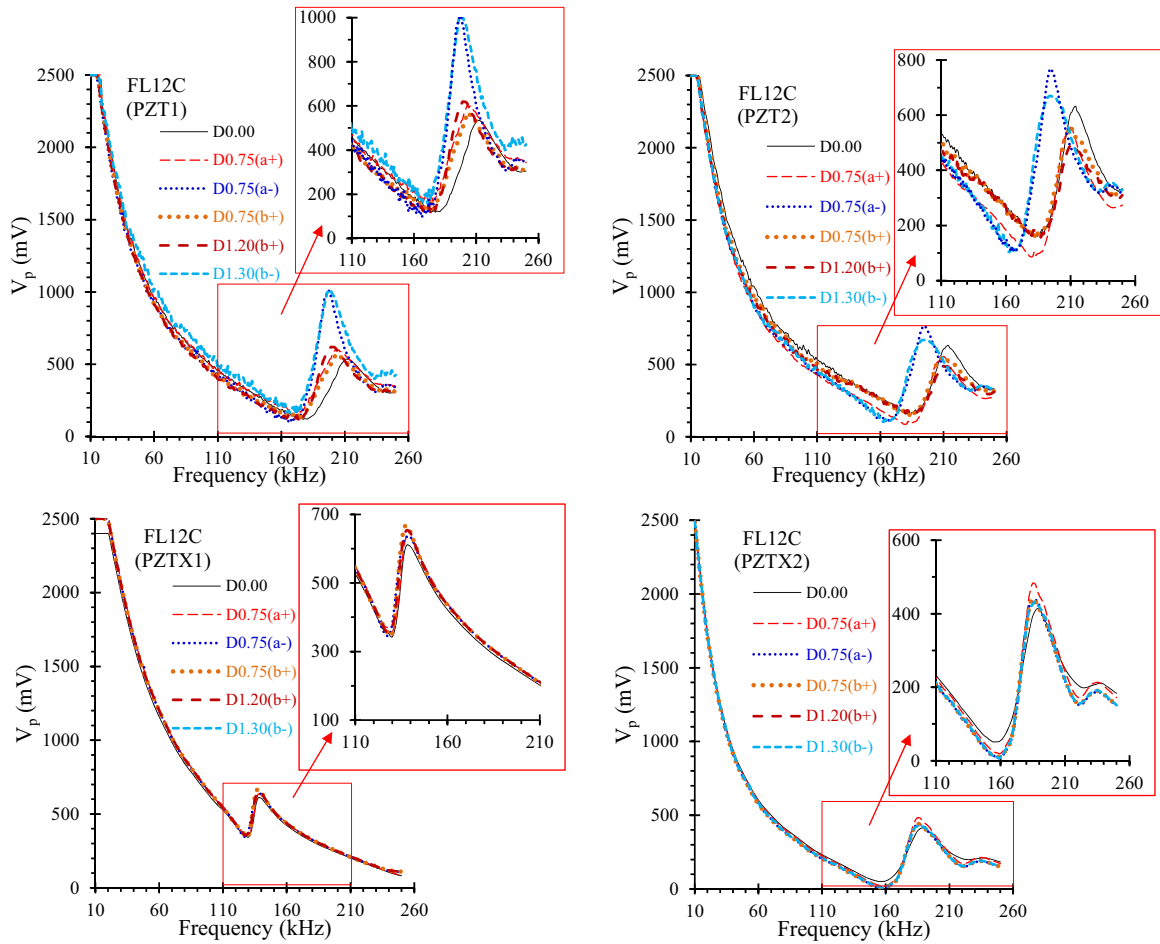 FL12C
(PZT1)
D0.00
D0.75(a+)
D0.75(a-)
D0.75(b+)
D1.20(b+)
D1.30(b-)
V_p (mV)
2500
2000
1500
1000
500
0
10 60 110 160 210 260
Frequency (kHz)
1000
800
600
400
200
0
110 160 210 260
FL12C
(PZT2)
D0.00
D0.75(a+)
D0.75(a-)
D0.75(b+)
D1.20(b+)
D1.30(b-)
V_p (mV)
2500
2000
1500
1000
500
0
10 60 110 160 210 260
Frequency (kHz)
800
600
400
200
0
110 160 210 260
FL12C
(PZTX1)
D0.00
D0.75(a+)
D0.75(a-)
D0.75(b+)
D1.20(b+)
D1.30(b-)
V_p (mV)
2500
2000
1500
1000
500
0
10 60 110 160 210 260
Frequency (kHz)
700
500
300
100
110 160 210
FL12C
(PZTX2)
D0.00
D0.75(a+)
D0.75(a-)
D0.75(b+)
D1.20(b+)
D1.30(b-)
V_p (mV)
2500
2000
1500
1000
500
0
10 60 110 160 210 260
Frequency (kHz)
600
400
200
0
110 160 210 260